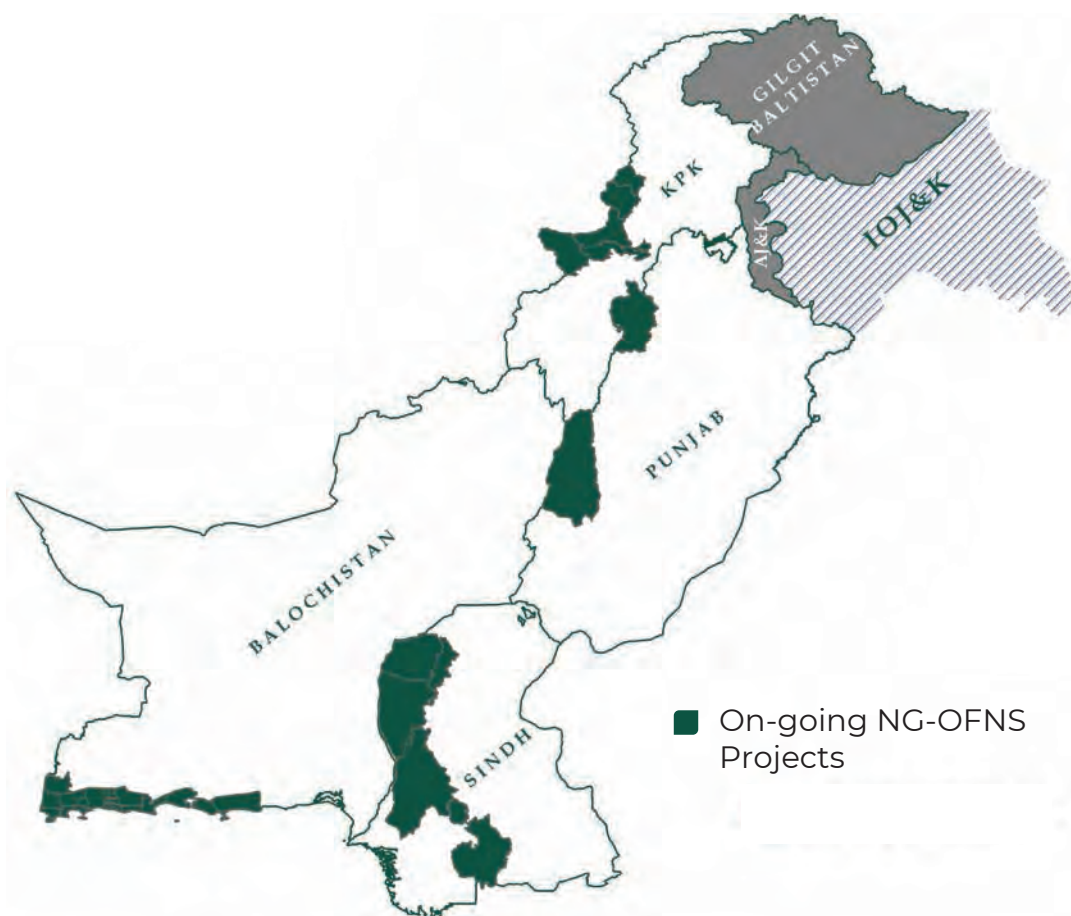 GILGIT
BALTISTAN
KPK
AJ&K
IOJ&K
PUNJAB
BALOCHISTAN
SINDH
On-going NG-OFNS
Projects